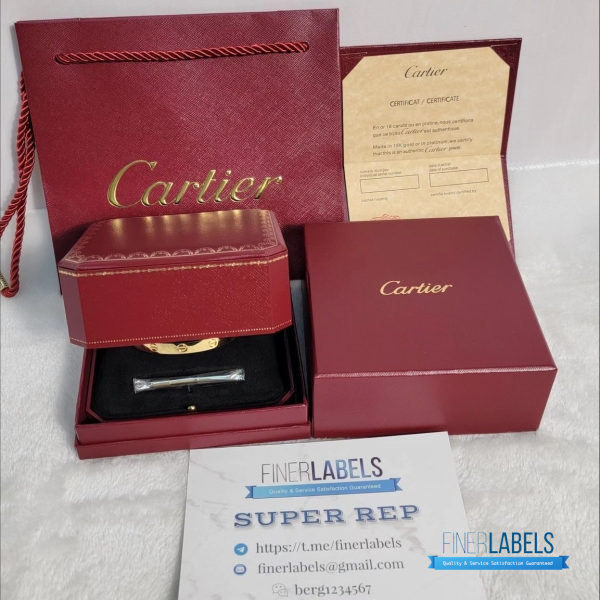 Cartier
Cartier
CERTIFICAT / CERTIFICATE
Cartier
Cartier
FINERLABELS
Quality & Service Satisfaction Guaranteed
SUPER REP
https://t.me/finerlabels
finerlabels@gmail.com
berg1234567
FINERLABELS
Quality & Service Satisfaction Guaranteed